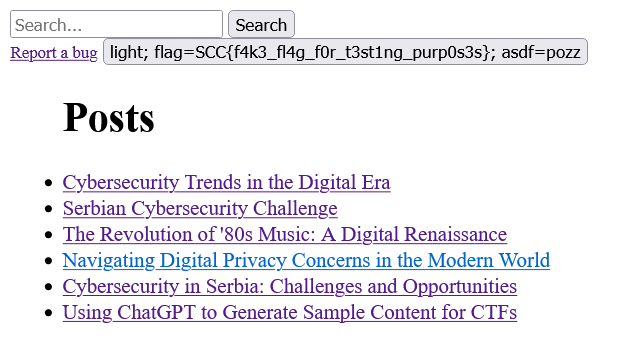 Search... Search
Report a bug light; flag=SCC{f4k3_fl4g_f0r_t3st1ng_purp0s3s}; asdf=pozz
Posts
Cybersecurity Trends in the Digital Era
Serbian Cybersecurity Challenge
The Revolution of '80s Music: A Digital Renaissance
Navigating Digital Privacy Concerns in the Modern World
Cybersecurity in Serbia: Challenges and Opportunities
Using ChatGPT to Generate Sample Content for CTFs